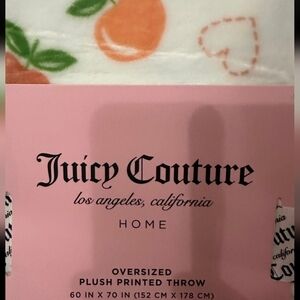 Juicy Couture
los angeles, california
HOME
OVERSIZED
PLUSH PRINTED THROW
60 IN X 70 IN (152 CM X 178 CM)